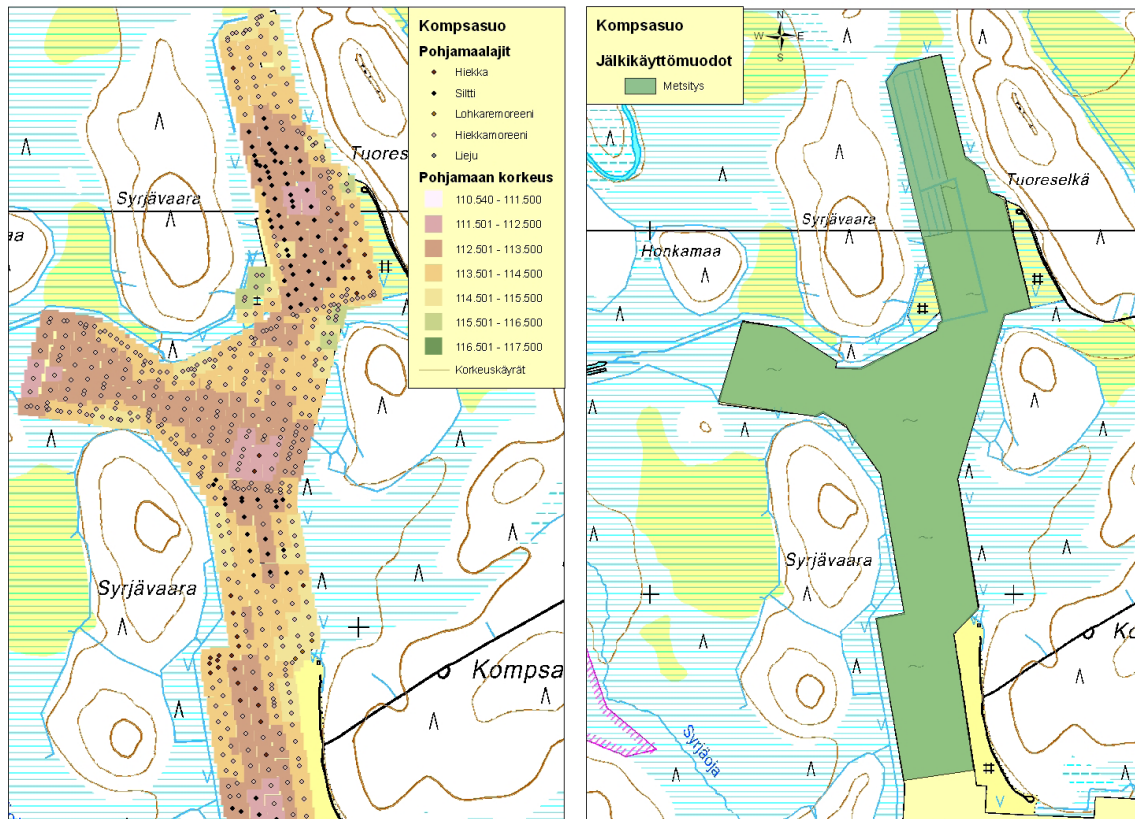 Kompsasuo
Pohjamaalajit
Hiekka
Siltti
Lohkaremoreeni
Hiekkamoreeni
Lieju
Pohjamaan korkeus
110.540 - 111.500
111.501 - 112.500
112.501 - 113.500
113.501 - 114.500
114.501 - 115.500
115.501 - 116.500
116.501 - 117.500
Korkeuskäyrät
Tuores
Syrjävaara
aa
Syrjävaara
Kompsa
Kompsasuo
Jälkikäyttömuodot
Metsitys
N
W E
S
Tuoreselkä
Syrjävaara
Honkamaa
Syrjävaara
Ko
Syrjäoja